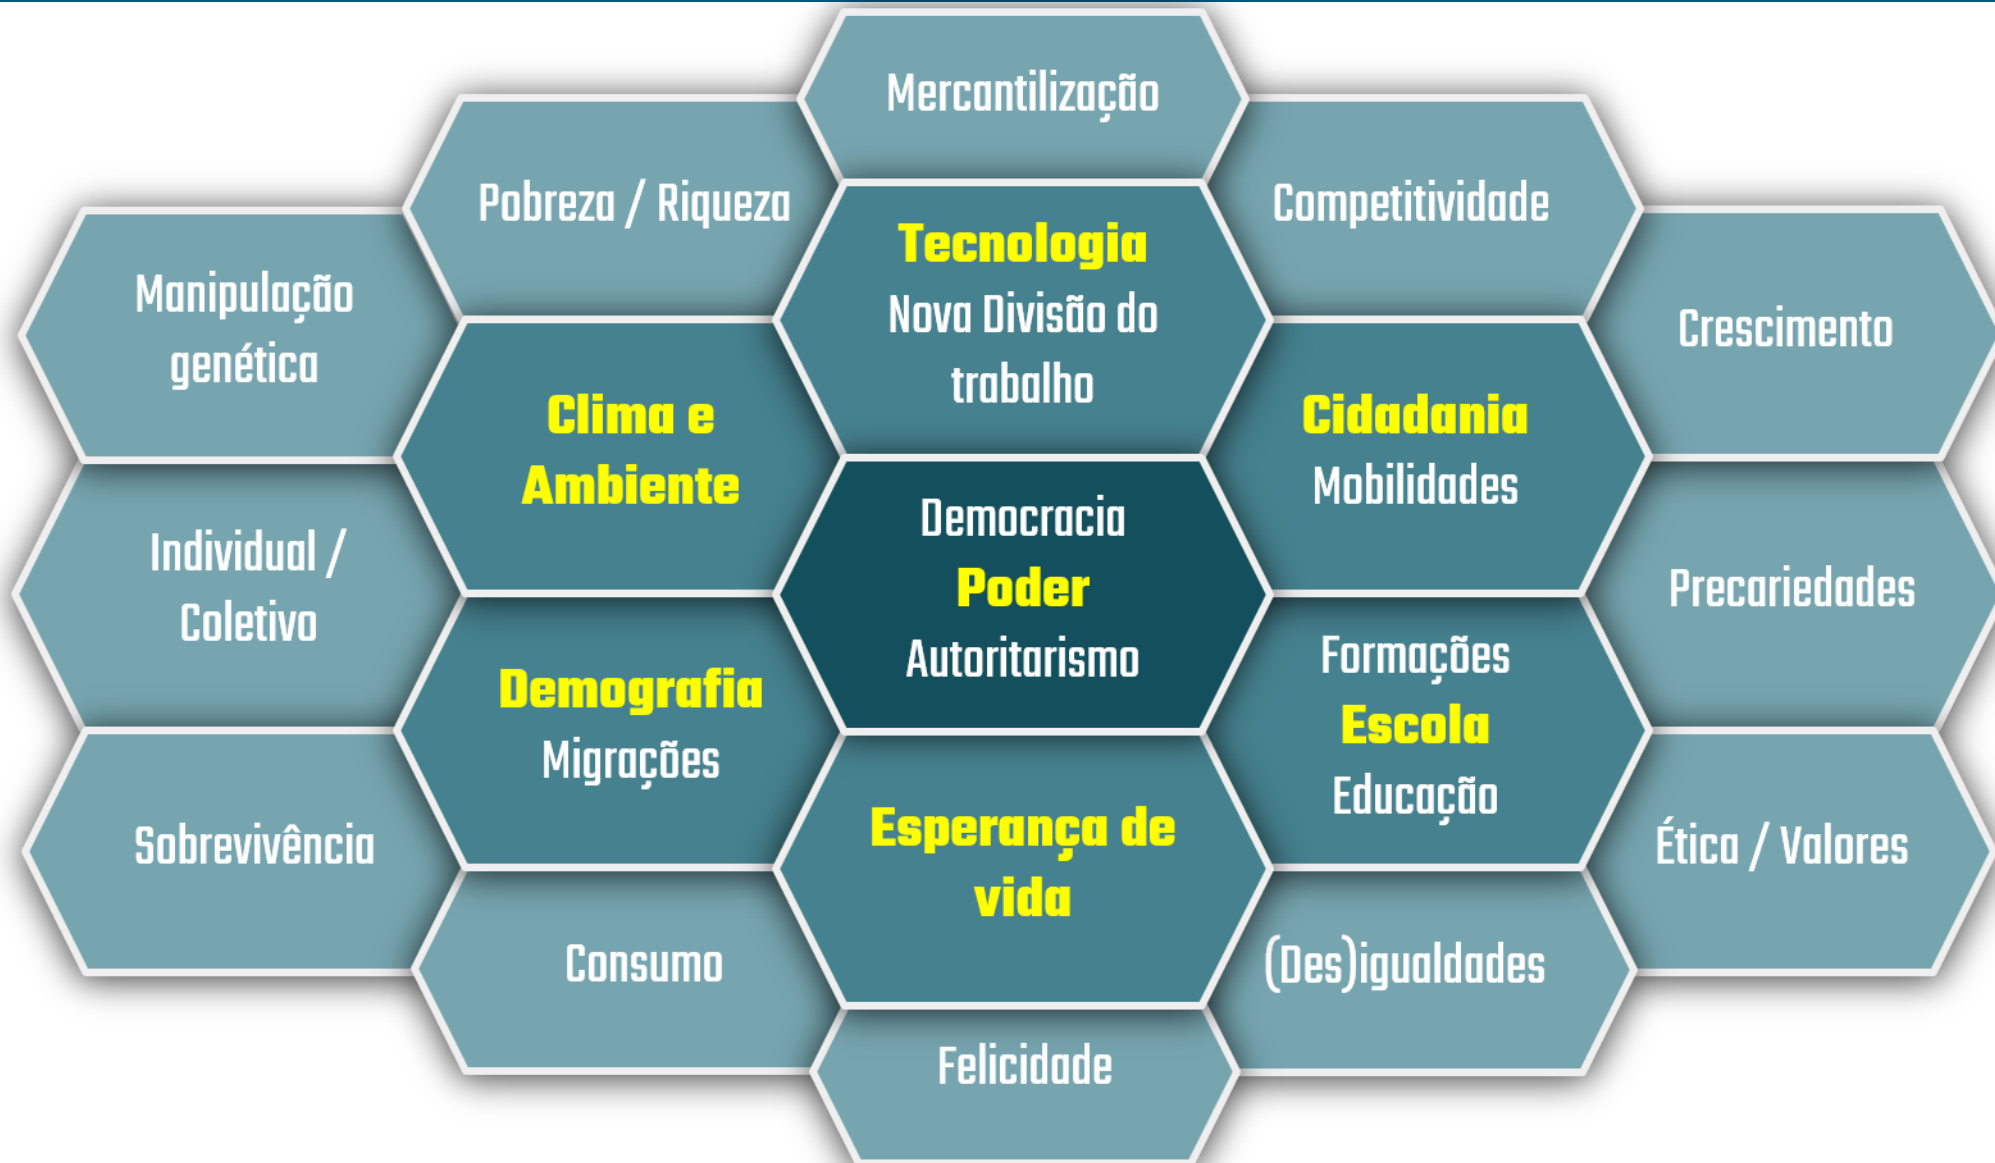 Mercantilização
Pobreza / Riqueza
Competitividade
Tecnologia
Nova Divisão do
trabalho
Manipulação
genética
Crescimento
Clima e
Ambiente
Cidadania
Mobilidades
Democracia
Poder
Autoritarismo
Individual /
Coletivo
Precariedades
Demografia
Migrações
Formações
Escola
Educação
Sobrevivência
Esperança de
vida
Ética / Valores
Consumo
(Des)igualdades
Felicidade